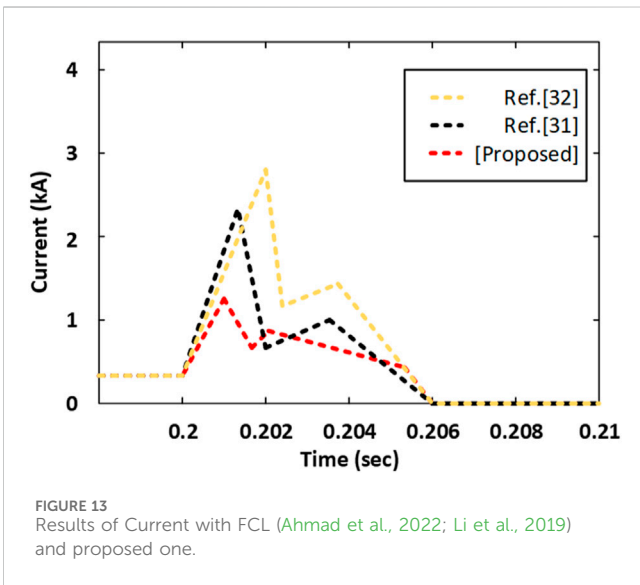 4
3
2
1
0
Current (kA)
Ref.[32]
Ref.[31]
[Proposed]
0.2 0.202 0.204 0.206 0.208 0.21
Time (sec)
FIGURE 13
Results of Current with FCL (Ahmad et al., 2022; Li et al., 2019)
and proposed one.